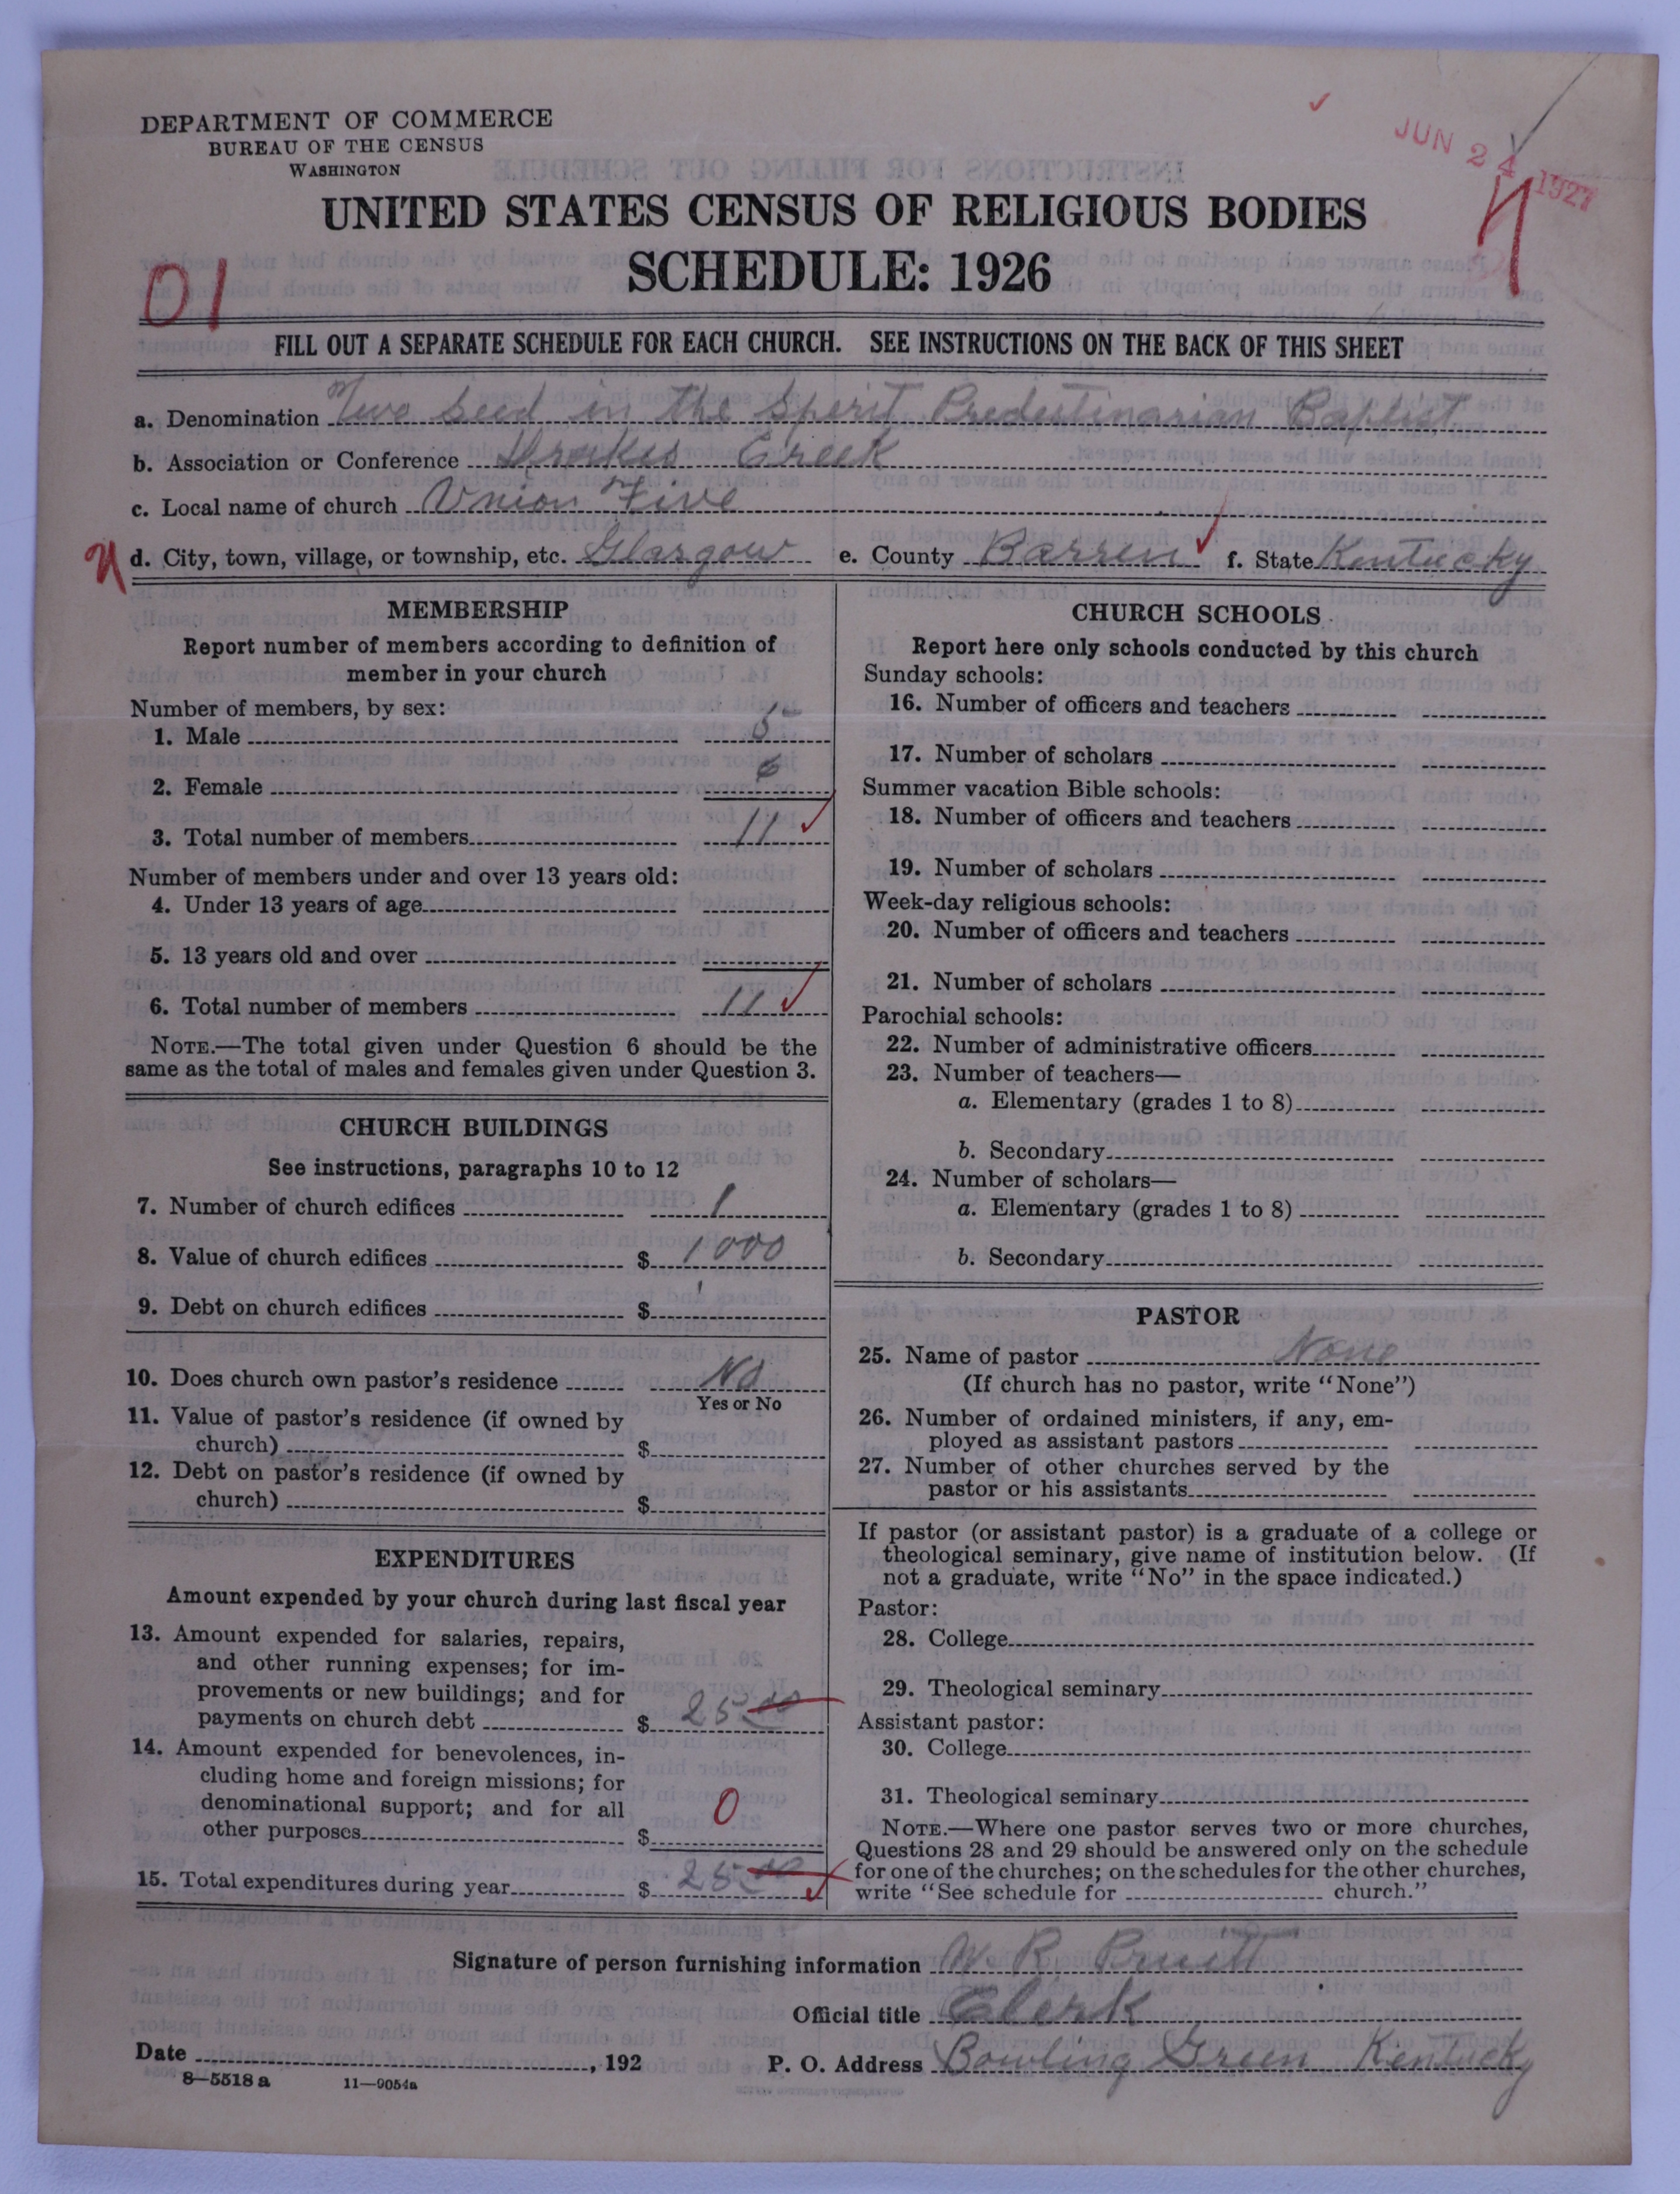 DEPARTMENT OF COMMERCE
BUREAU OF THE CENSUS
WASHINGTON
JUN 24 1927
UNITED STATES CENSUS OF RELIGIOUS BODIES
SCHEDULE: 1926
01
FILL OUT A SEPARATE SCHEDULE FOR EACH CHURCH. SEE INSTRUCTIONS ON THE BACK OF THIS SHEET
a. Denomination Two Seed in the Spirit Predestinarian Baptist
b. Association or Conference Drakes Creek
c. Local name of church Union Five
d. City, town, village, or township, etc. Glasgow e. County Barren f. State Kentucky
MEMBERSHIP
Report number of members according to definition of
member in your church
Number of members, by sex:
1. Male 5
2. Female 6
3. Total number of members 11
Number of members under and over 13 years old:
4. Under 13 years of age
5. 13 years old and over
6. Total number of members 11
NOTE.—The total given under Question 6 should be the
same as the total of males and females given under Question 3.
CHURCH BUILDINGS
See instructions, paragraphs 10 to 12
7. Number of church edifices 1
8. Value of church edifices $ 1000
9. Debt on church edifices $
10. Does church own pastor's residence No
Yes or No
11. Value of pastor's residence (if owned by
church) $
12. Debt on pastor's residence (if owned by
church) $
EXPENDITURES
Amount expended by your church during last fiscal year
13. Amount expended for salaries, repairs,
and other running expenses; for im-
provements or new buildings; and for
payments on church debt $ 25 00
14. Amount expended for benevolences, in-
cluding home and foreign missions; for
denominational support; and for all
other purposes $ 0
15. Total expenditures during year $ 25 00
CHURCH SCHOOLS
Report here only schools conducted by this church
Sunday schools:
16. Number of officers and teachers
17. Number of scholars
Summer vacation Bible schools:
18. Number of officers and teachers
19. Number of scholars
Week-day religious schools:
20. Number of officers and teachers
21. Number of scholars
Parochial schools:
22. Number of administrative officers
23. Number of teachers—
a. Elementary (grades 1 to 8)
b. Secondary
24. Number of scholars—
a. Elementary (grades 1 to 8)
b. Secondary
PASTOR
25. Name of pastor None
(If church has no pastor, write "None")
26. Number of ordained ministers, if any, em-
ployed as assistant pastors
27. Number of other churches served by the
pastor or his assistants
If pastor (or assistant pastor) is a graduate of a college or
theological seminary, give name of institution below. (If
not a graduate, write "No" in the space indicated.)
Pastor:
28. College
29. Theological seminary
Assistant pastor:
30. College
31. Theological seminary
NOTE.—Where one pastor serves two or more churches,
Questions 28 and 29 should be answered only on the schedule
for one of the churches; on the schedules for the other churches,
write "See schedule for church."
Signature of person furnishing information W. R. Pruitt
Official title Clerk
Date , 192 P. O. Address Bowling Green Kentucky
8—5518 a 11—9054a